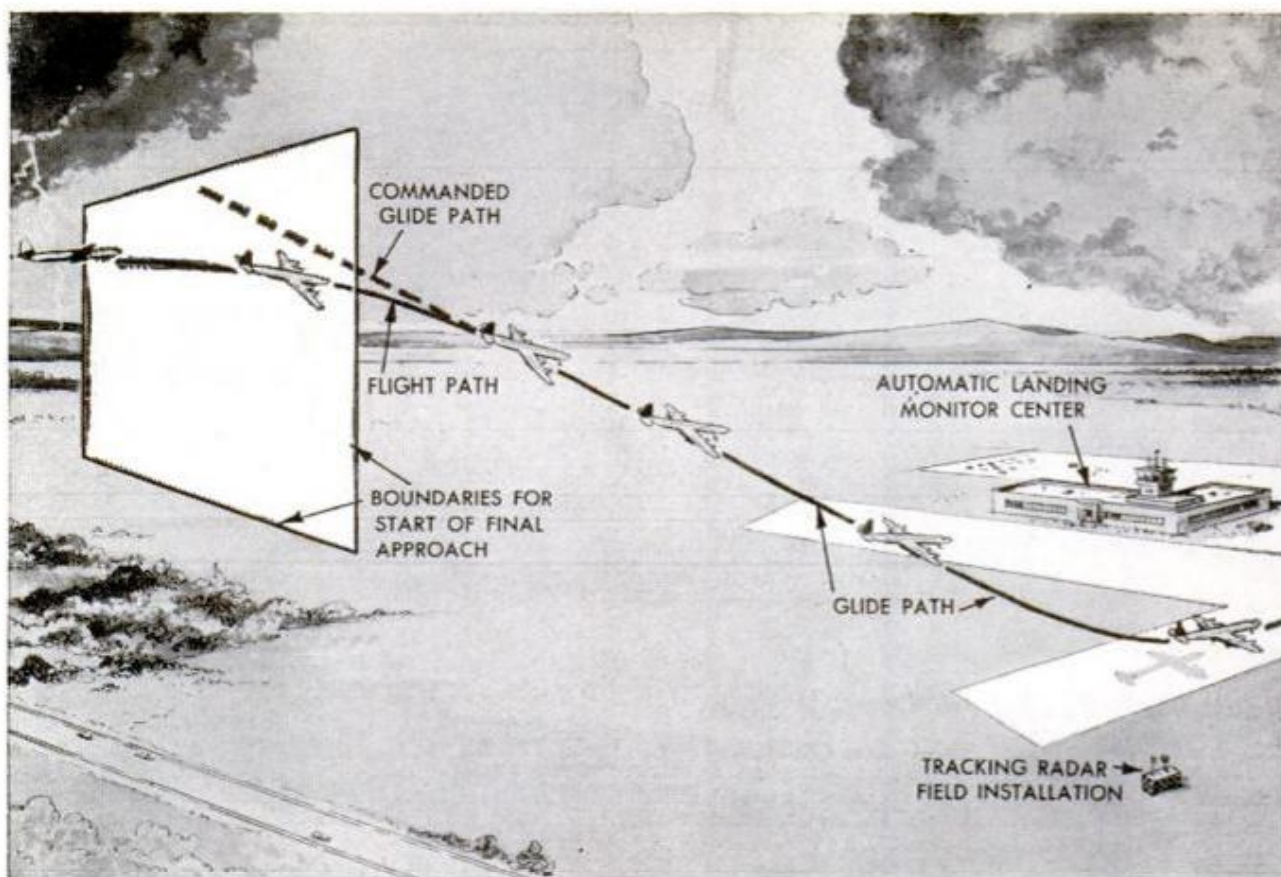 COMMANDED
GLIDE PATH
FLIGHT PATH
AUTOMATIC LANDING
MONITOR CENTER
BOUNDARIES FOR
START OF FINAL
APPROACH
GLIDE PATH
TRACKING RADAR
FIELD INSTALLATION